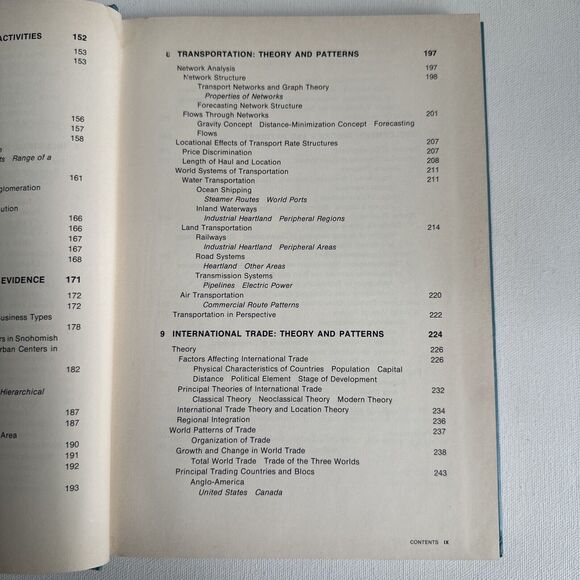 ACTIVITIES 152
153
153
156
157
158
Range of a
161
166
166
167
167
168
EVIDENCE 171
172
172
usiness Types
178
rs in Snohomish
rban Centers in
182
Hierarchical
187
187
Area
190
191
192
193
TRANSPORTATION: THEORY AND PATTERNS 197
Network Analysis 197
Network Structure 198
Transport Networks and Graph Theory
Properties of Networks
Forecasting Network Structure
Flows Through Networks 201
Gravity Concept Distance-Minimization Concept Forecasting
Flows
Locational Effects of Transport Rate Structures 207
Price Discrimination 207
Length of Haul and Location 208
World Systems of Transportation 211
Water Transportation 211
Ocean Shipping
Steamer Routes World Ports
Inland Waterways
Industrial Heartland Peripheral Regions
Land Transportation 214
Railways
Industrial Heartland Peripheral Areas
Road Systems
Heartland Other Areas
Transmission Systems
Pipelines Electric Power
Air Transportation 220
Commercial Route Patterns
Transportation in Perspective 222
9 INTERNATIONAL TRADE: THEORY AND PATTERNS 224
Theory 226
Factors Affecting International Trade 226
Physical Characteristics of Countries Population Capital
Distance Political Element Stage of Development
Principal Theories of International Trade 232
Classical Theory Neoclassical Theory Modern Theory
International Trade Theory and Location Theory 234
Regional Integration 236
World Patterns of Trade 237
Organization of Trade
Growth and Change in World Trade 238
Total World Trade Trade of the Three Worlds
Principal Trading Countries and Blocs 243
Anglo-America
United States Canada
CONTENTS IX